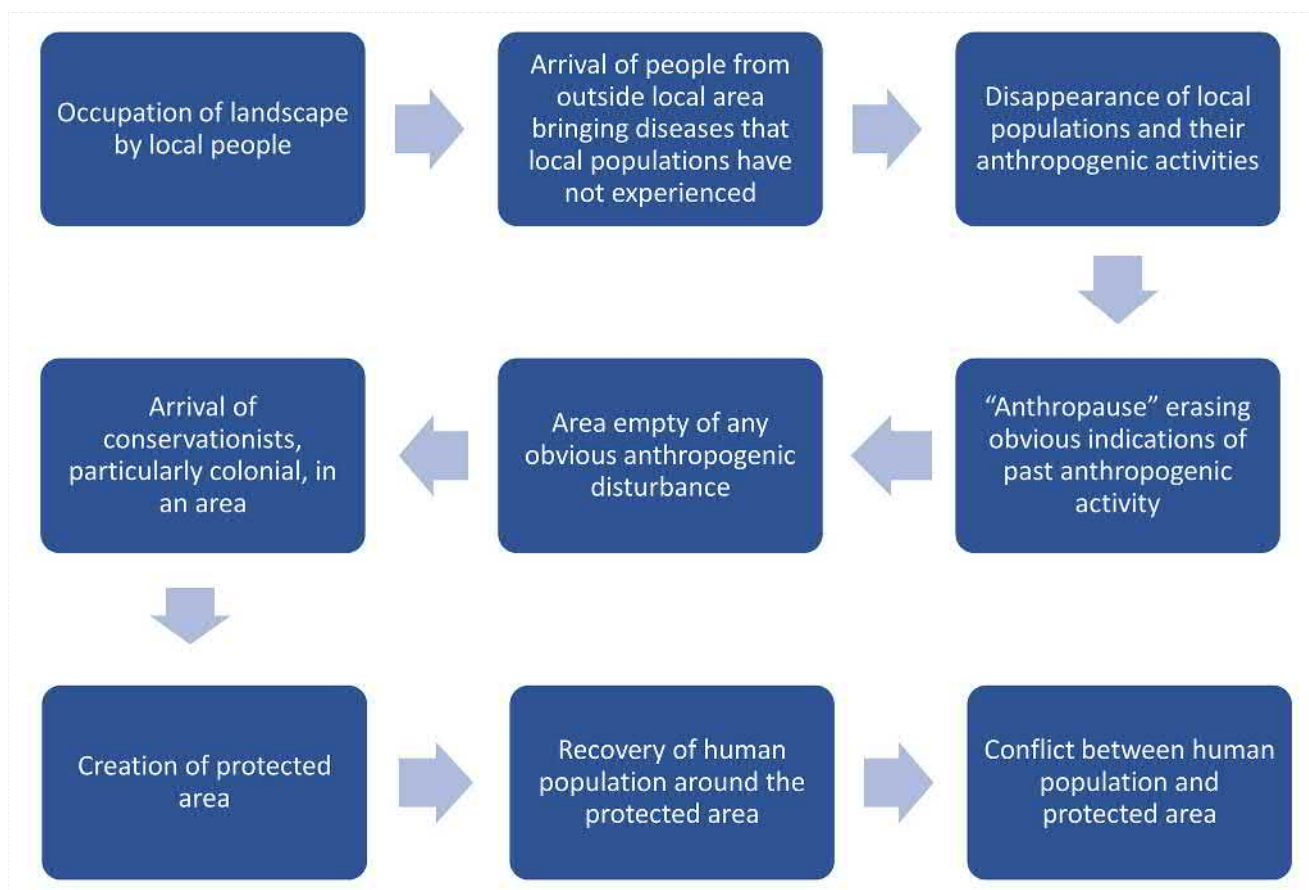 Occupation of landscape
by local people
Arrival of people from
outside local area
bringing diseases that
local populations have
not experienced
Disappearance of local
populations and their
anthropogenic activities
“Anthropause” erasing
obvious indications of
past anthropogenic
activity
Area empty of any
obvious anthropogenic
disturbance
Arrival of
conservationists,
particularly colonial, in
an area
Creation of protected
area
Recovery of human
population around the
protected area
Conflict between human
population and
protected area